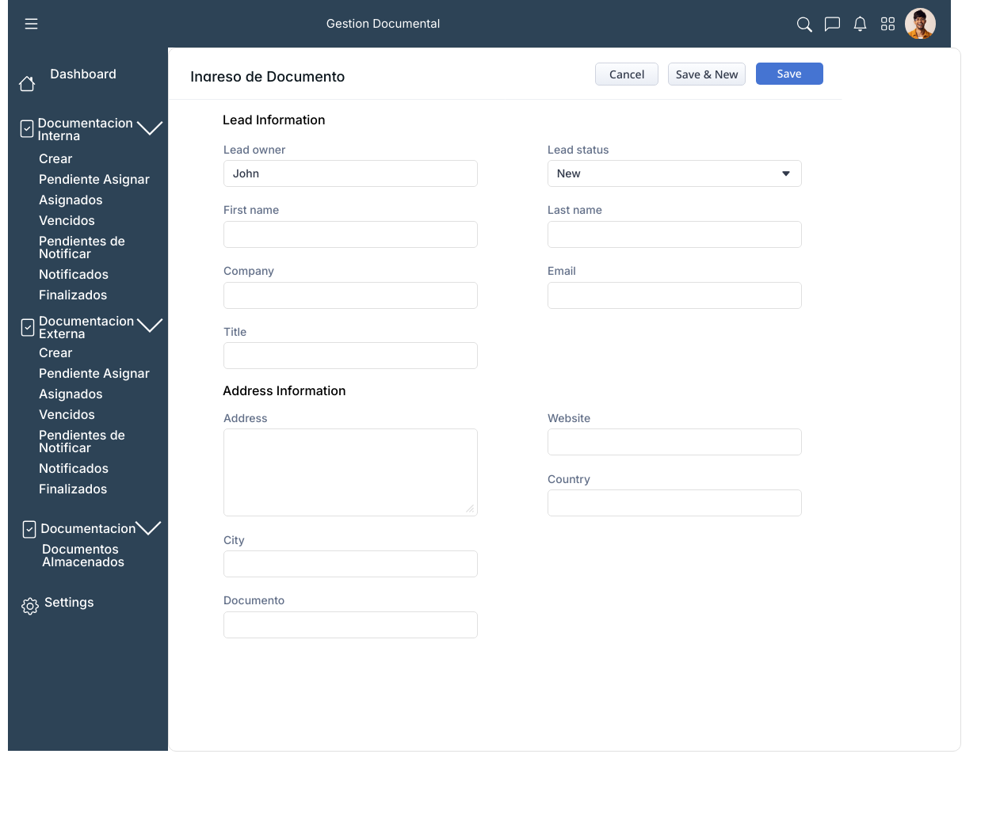 Gestion Documental
Dashboard
Documentacion
Interna
Crear
Pendiente Asignar
Asignados
Vencidos
Pendientes de
Notificar
Notificados
Finalizados
Documentacion
Externa
Crear
Pendiente Asignar
Asignados
Vencidos
Pendientes de
Notificar
Notificados
Finalizados
Documentacion
Documentos
Almacenados
Settings
Ingreso de Documento
Cancel
Save & New
Save
Lead Information
Lead owner
John
Lead status
New
First name
Last name
Company
Email
Title
Address Information
Address
Website
Country
City
Documento